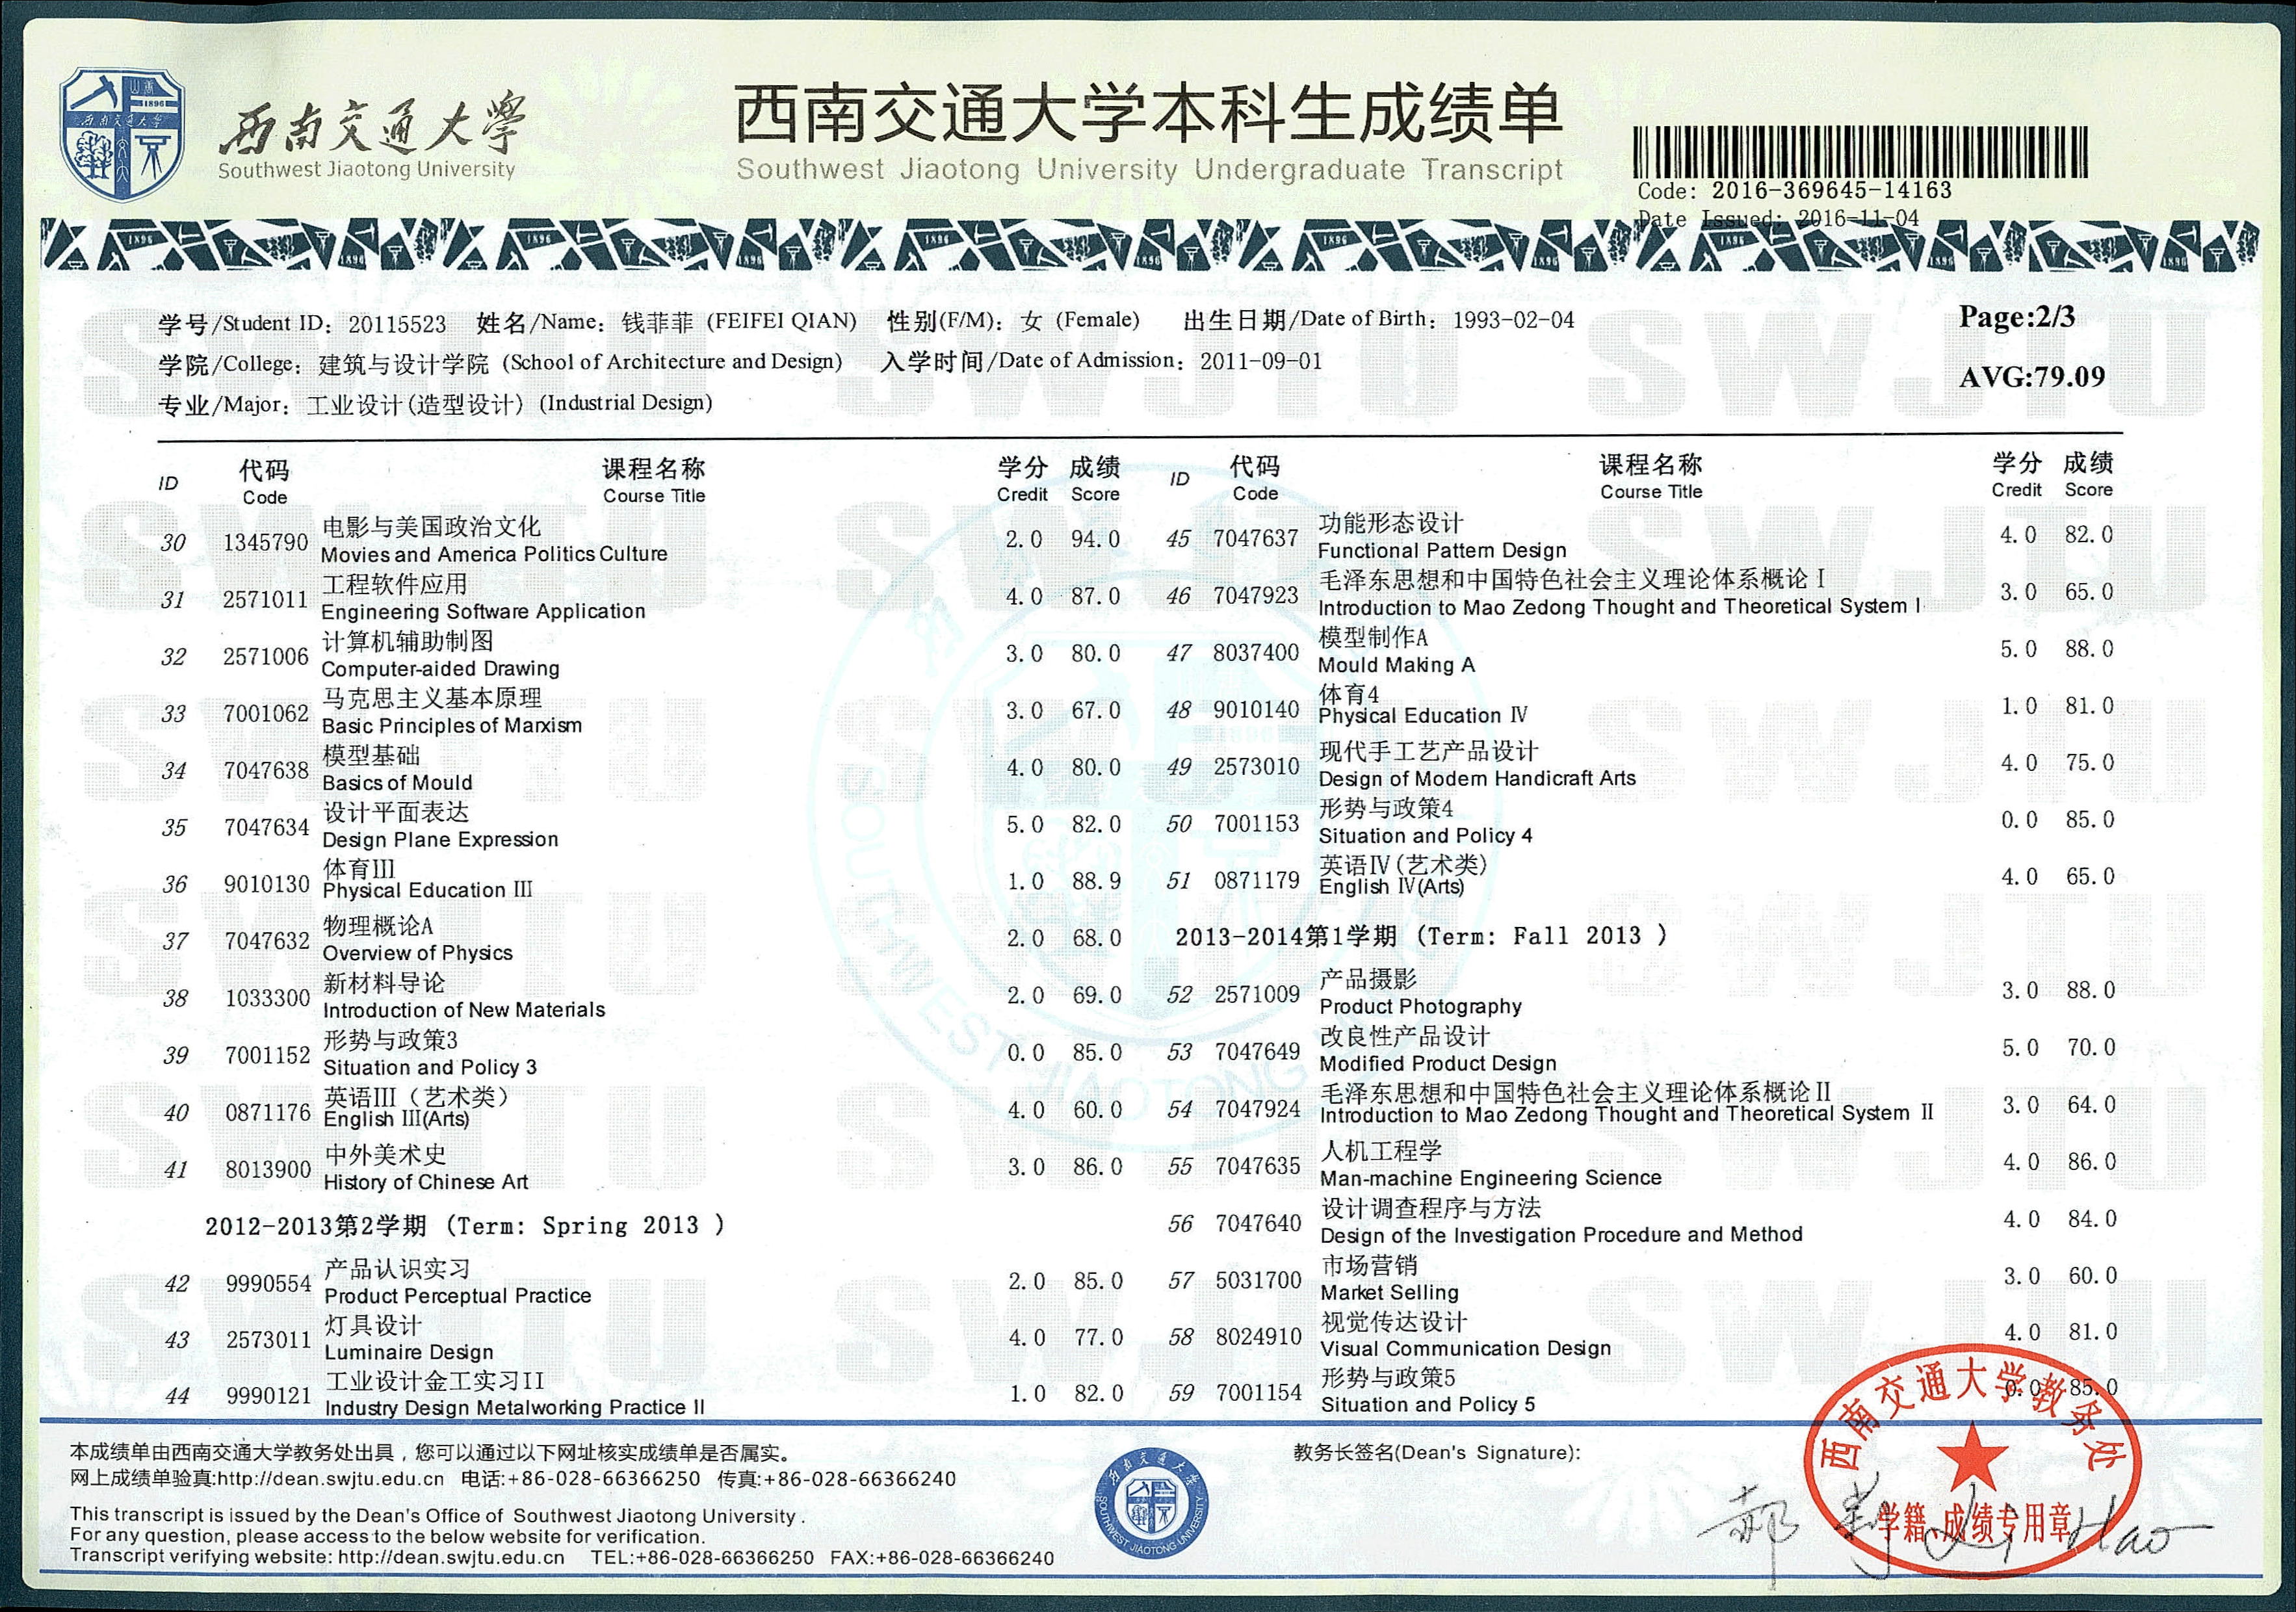 西南交通大学
Southwest Jiaotong University
西南交通大学本科生成绩单
Southwest Jiaotong University Undergraduate Transcript
Code: 2016-369645-14163
Date Issued: 2016-11-04
学号/Student ID: 20115523 姓名/Name: 钱菲菲 (FEIFEI QIAN) 性别(F/M): 女 (Female) 出生日期/Date of Birth: 1993-02-04
Page:2/3
学院/College: 建筑与设计学院 (School of Architecture and Design) 入学时间/Date of Admission: 2011-09-01
AVG:79.09
专业/Major: 工业设计(造型设计) (Industrial Design)
ID 代码 课程名称 学分 成绩
Code Course Title Credit Score
30 1345790 电影与美国政治文化 2.0 94.0
Movies and America Politics Culture
31 2571011 工程软件应用 4.0 87.0
Engineering Software Application
32 2571006 计算机辅助制图 3.0 80.0
Computer-aided Drawing
33 7001062 马克思主义基本原理 3.0 67.0
Basic Principles of Marxism
34 7047638 模型基础 4.0 80.0
Basics of Mould
35 7047634 设计平面表达 5.0 82.0
Design Plane Expression
36 9010130 体育III 1.0 88.9
Physical Education III
37 7047632 物理概论A 2.0 68.0
Overview of Physics
38 1033300 新材料导论 2.0 69.0
Introduction of New Materials
39 7001152 形势与政策3 0.0 85.0
Situation and Policy 3
40 0871176 英语III（艺术类） 4.0 60.0
English III(Arts)
41 8013900 中外美术史 3.0 86.0
History of Chinese Art
2012-2013第2学期 (Term: Spring 2013 )
42 9990554 产品认识实习 2.0 85.0
Product Perceptual Practice
43 2573011 灯具设计 4.0 77.0
Luminaire Design
44 9990121 工业设计金工实习II 1.0 82.0
Industry Design Metalworking Practice II
ID 代码 课程名称 学分 成绩
Code Course Title Credit Score
45 7047637 功能形态设计 4.0 82.0
Functional Pattern Design
46 7047923 毛泽东思想和中国特色社会主义理论体系概论Ⅰ 3.0 65.0
Introduction to Mao Zedong Thought and Theoretical System I
47 8037400 模型制作A 5.0 88.0
Mould Making A
48 9010140 体育4 1.0 81.0
Physical Education IV
49 2573010 现代手工艺产品设计 4.0 75.0
Design of Modern Handicraft Arts
50 7001153 形势与政策4 0.0 85.0
Situation and Policy 4
51 0871179 英语IV(艺术类) 4.0 65.0
English IV(Arts)
2013-2014第1学期 (Term: Fall 2013 )
52 2571009 产品摄影 3.0 88.0
Product Photography
53 7047649 改良性产品设计 5.0 70.0
Modified Product Design
54 7047924 毛泽东思想和中国特色社会主义理论体系概论Ⅱ 3.0 64.0
Introduction to Mao Zedong Thought and Theoretical System II
55 7047635 人机工程学 4.0 86.0
Man-machine Engineering Science
56 7047640 设计调查程序与方法 4.0 84.0
Design of the Investigation Procedure and Method
57 5031700 市场营销 3.0 60.0
Market Selling
58 8024910 视觉传达设计 4.0 81.0
Visual Communication Design
59 7001154 形势与政策5 0.0 85.0
Situation and Policy 5
本成绩单由西南交通大学教务处出具，您可以通过以下网址核实成绩单是否属实。
网上成绩单验真:http://dean.swjtu.edu.cn 电话:+86-028-66366250 传真:+86-028-66366240
This transcript is issued by the Dean's Office of Southwest Jiaotong University .
For any question, please access to the below website for verification.
Transcript verifying website: http://dean.swjtu.edu.cn TEL:+86-028-66366250 FAX:+86-028-66366240
西南交通大学
SOUTHWEST JIAOTONG UNIVERSITY
教务长签名(Dean's Signature):
西南交通大学教务处
学籍、成绩专用章
郝 Li Hao